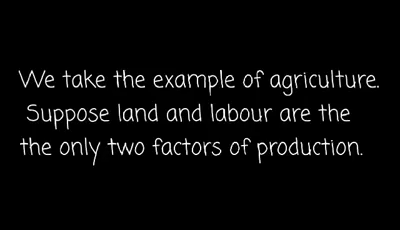 We take the example of agriculture.
Suppose land and labour are the
the only two factors of production.